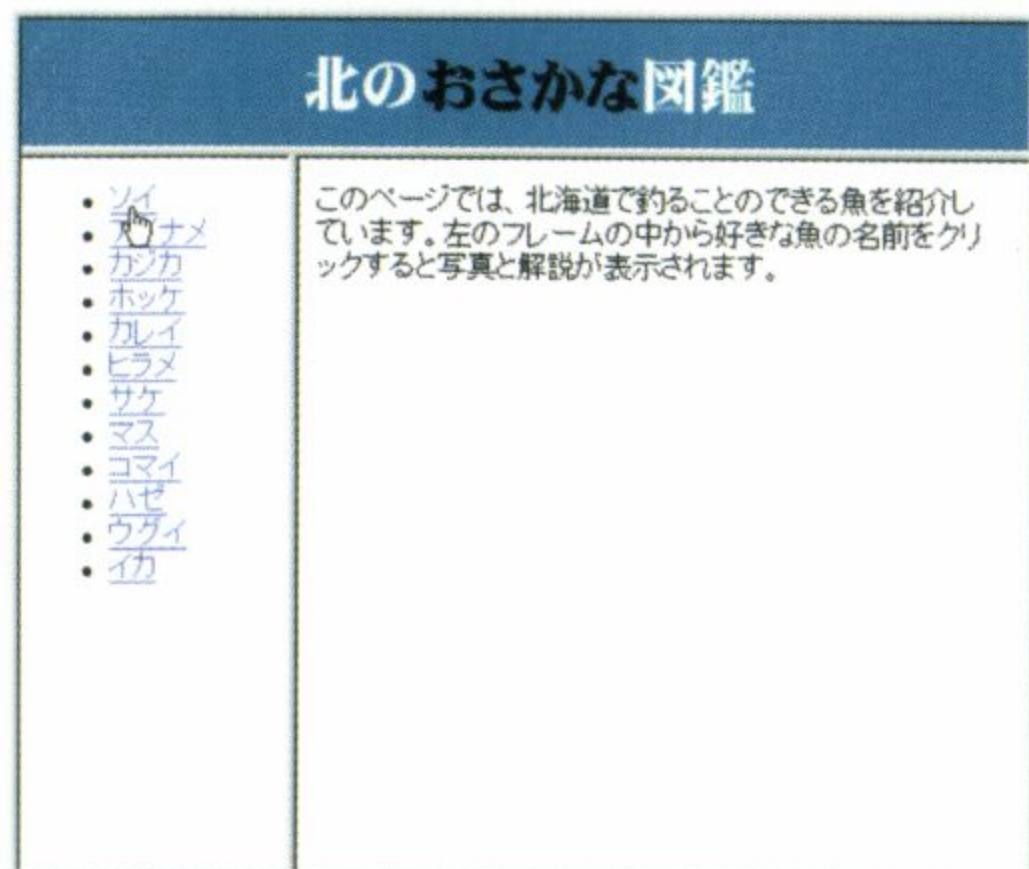 北のおさかな図鑑
ソイ
カジカ
ホッケ
カレイ
ヒラメ
サケ
マス
コマイ
ハゼ
ウグイ
イカ
このページでは、北海道で釣ることのできる魚を紹介し
ています。左のフレームの中から好きな魚の名前をクリ
ックすると写真と解説が表示されます。